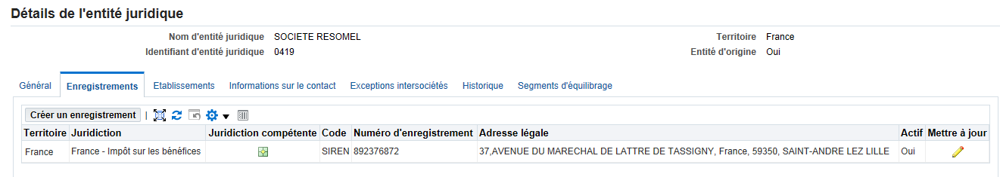 Détails de l'entité juridique
Nom d'entité juridique SOCIETE RESOMEL Territoire France
Identifiant d'entité juridique 0419 Entité d'origine Oui
Général Enregistrements Etablissements Informations sur le contact Exceptions intersociétés Historique Segments d'équilibrage
Créer un enregistrement
Territoire Juridiction Juridiction compétente Code Numéro d'enregistrement Adresse légale Actif Mettre à jour
France France - Impôt sur les bénéfices SIREN 892376872 37,AVENUE DU MARECHAL DE LATTRE DE TASSIGNY, France, 59350, SAINT-ANDRE LEZ LILLE Oui